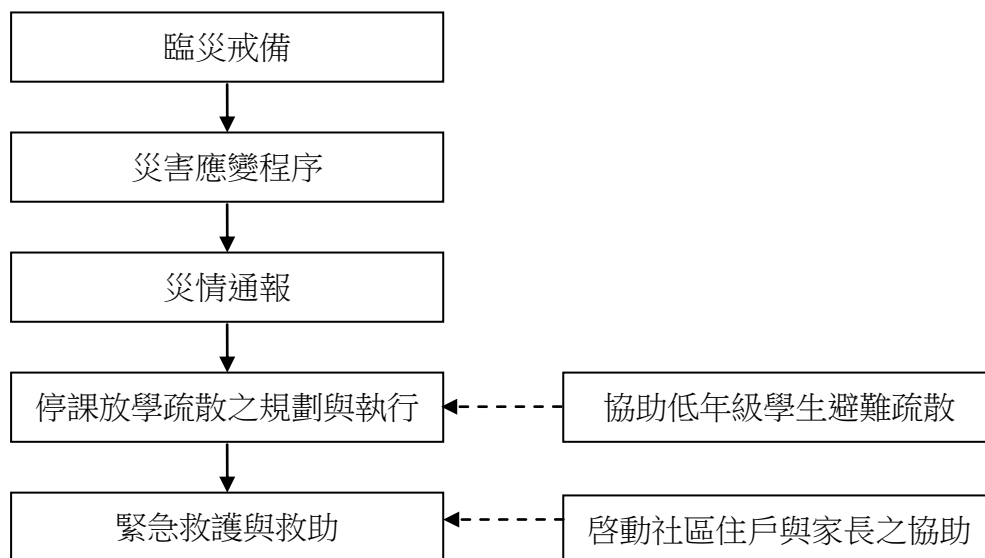 臨災戒備
災害應變程序
災情通報
停課放學疏散之規劃與執行
協助低年級學生避難疏散
緊急救護與救助
啓動社區住戶與家長之協助